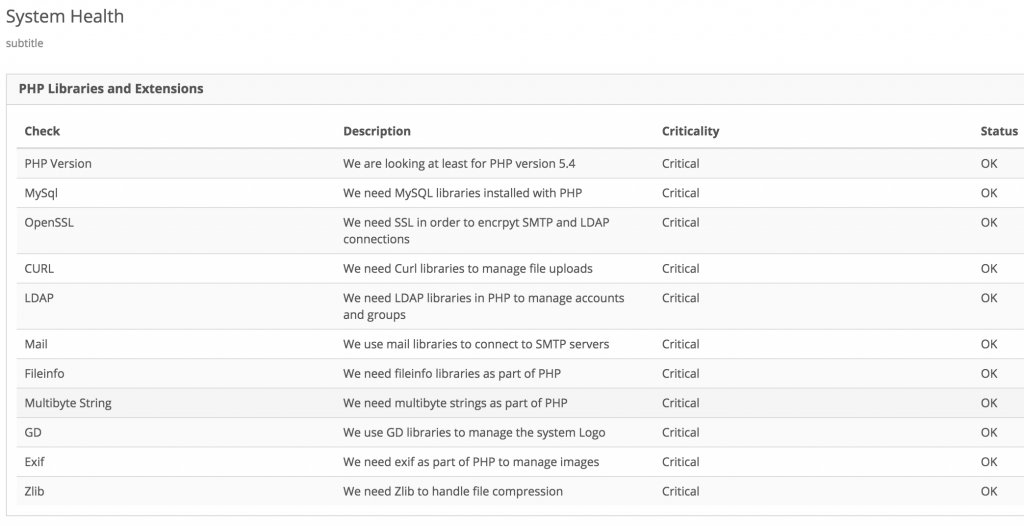 System Health
subtitle
PHP Libraries and Extensions
Check Description Criticality Status
PHP Version We are looking at least for PHP version 5.4 Critical OK
MySql We need MySQL libraries installed with PHP Critical OK
OpenSSL We need SSL in order to encrpyt SMTP and LDAP Critical OK
connections
CURL We need Curl libraries to manage file uploads Critical OK
LDAP We need LDAP libraries in PHP to manage accounts Critical OK
and groups
Mail We use mail libraries to connect to SMTP servers Critical OK
Fileinfo We need fileinfo libraries as part of PHP Critical OK
Multibyte String We need multibyte strings as part of PHP Critical OK
GD We use GD libraries to manage the system Logo Critical OK
Exif We need exif as part of PHP to manage images Critical OK
Zlib We need Zlib to handle file compression Critical OK